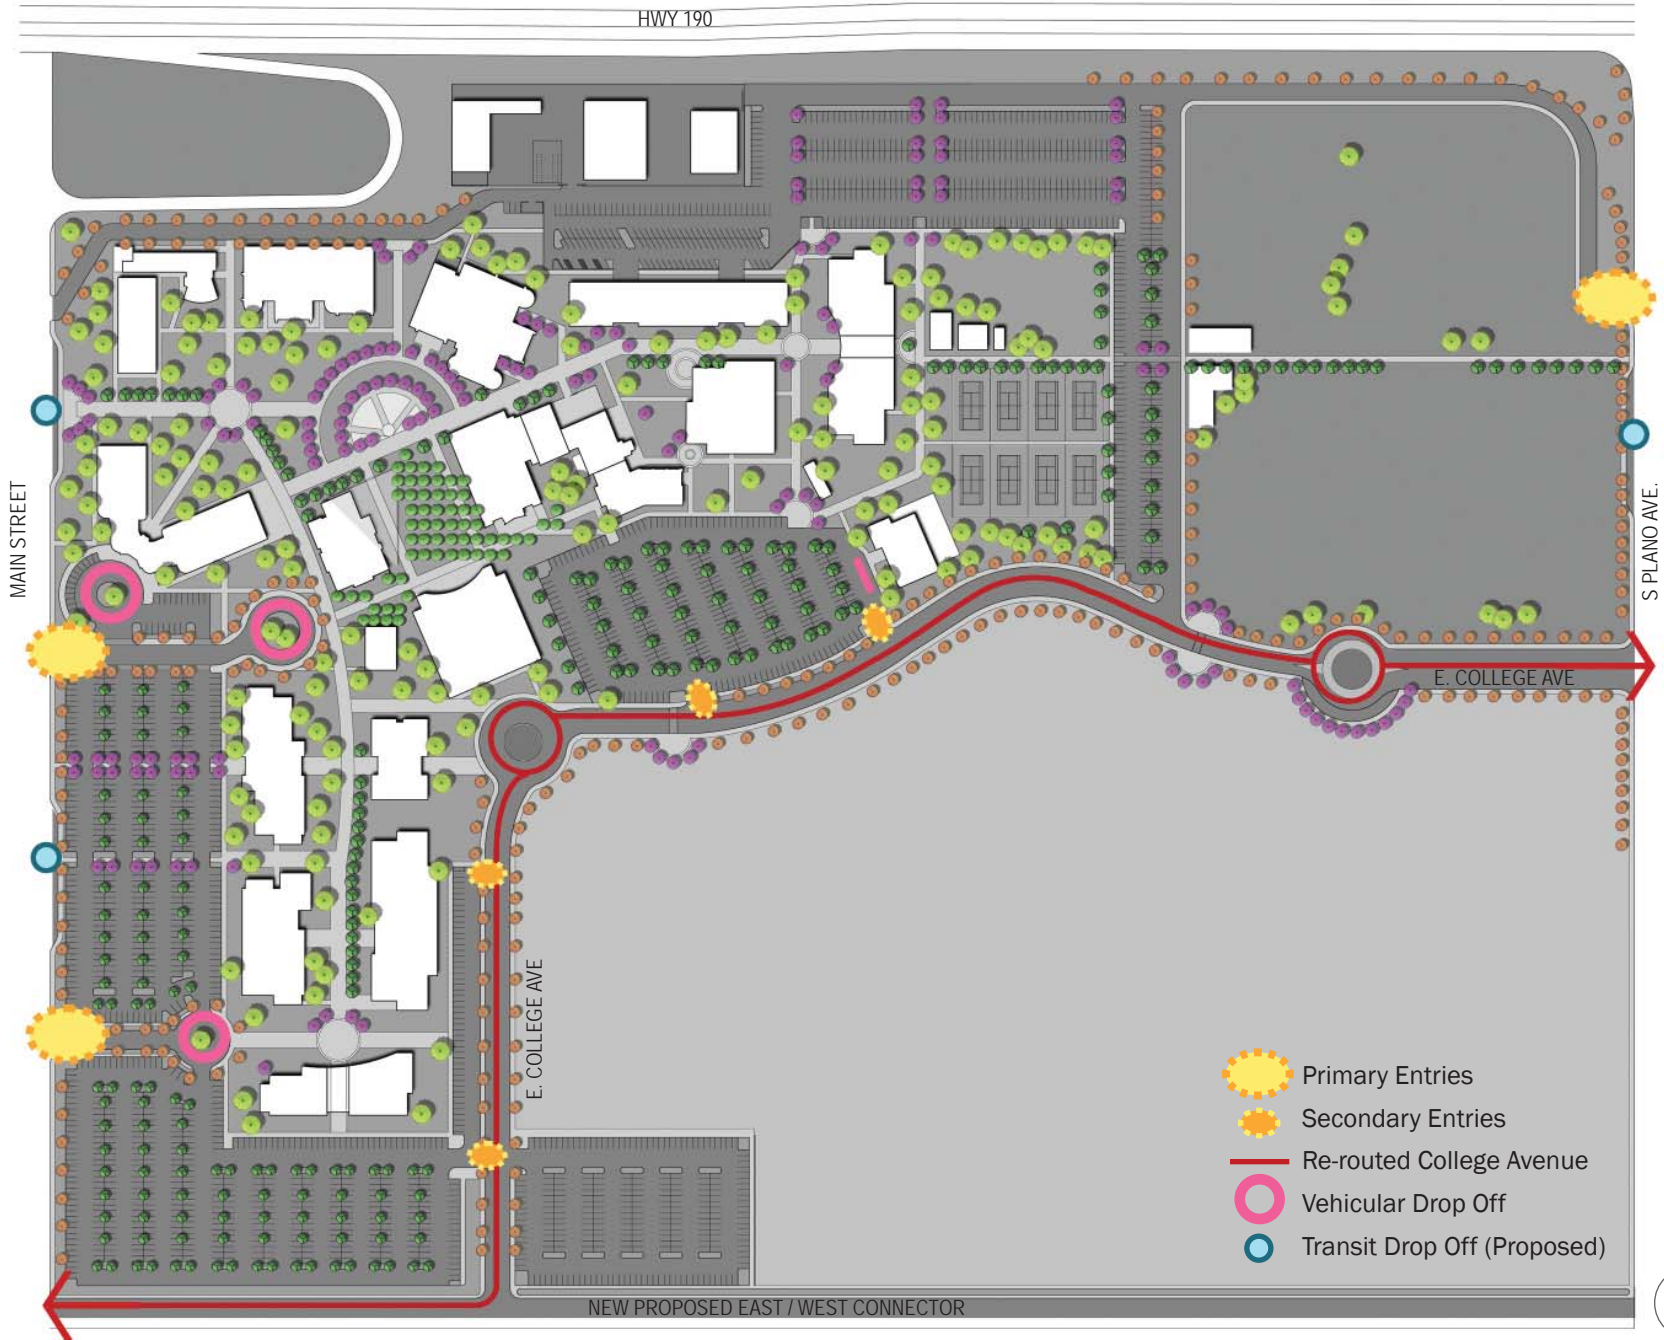 HWY 190
MAIN STREET
S PLANO AVE.
E. COLLEGE AVE
E. COLLEGE AVE
Primary Entries
Secondary Entries
Re-routed College Avenue
Vehicular Drop Off
Transit Drop Off (Proposed)
NEW PROPOSED EAST / WEST CONNECTOR